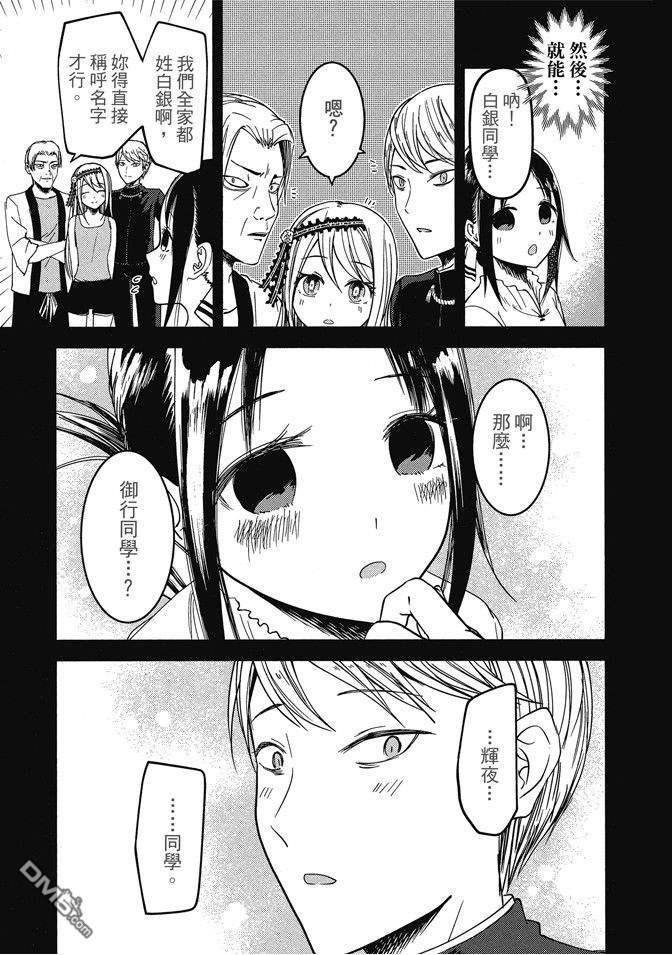 然後…
就能…
吶！
白銀同學…
嗯？
我們全家都
姓白銀啊，
妳得直接
稱呼名字
才行。
啊…
那麼……
御行同學…？
…輝夜…
……同學。
DM5.com